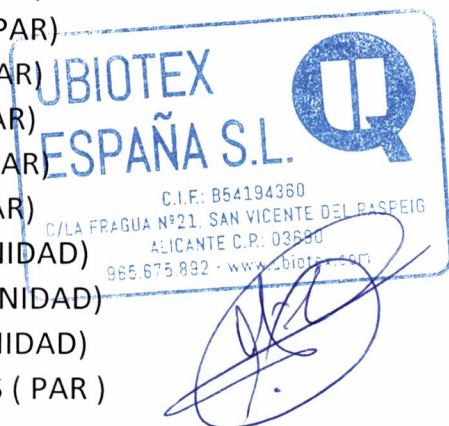 PAR)
AR)
AR)
AR)
AR)
NIDAD)
NIDAD)
NIDAD)
S ( PAR )
UBIOTEX
ESPAÑA S.L.
C.I.F.: B54194360
C/LA FRAGUA Nº21. SAN VICENTE DEL RASPEIG
ALICANTE C.P.: 03690
965.675.892 - www.ubiotex.com